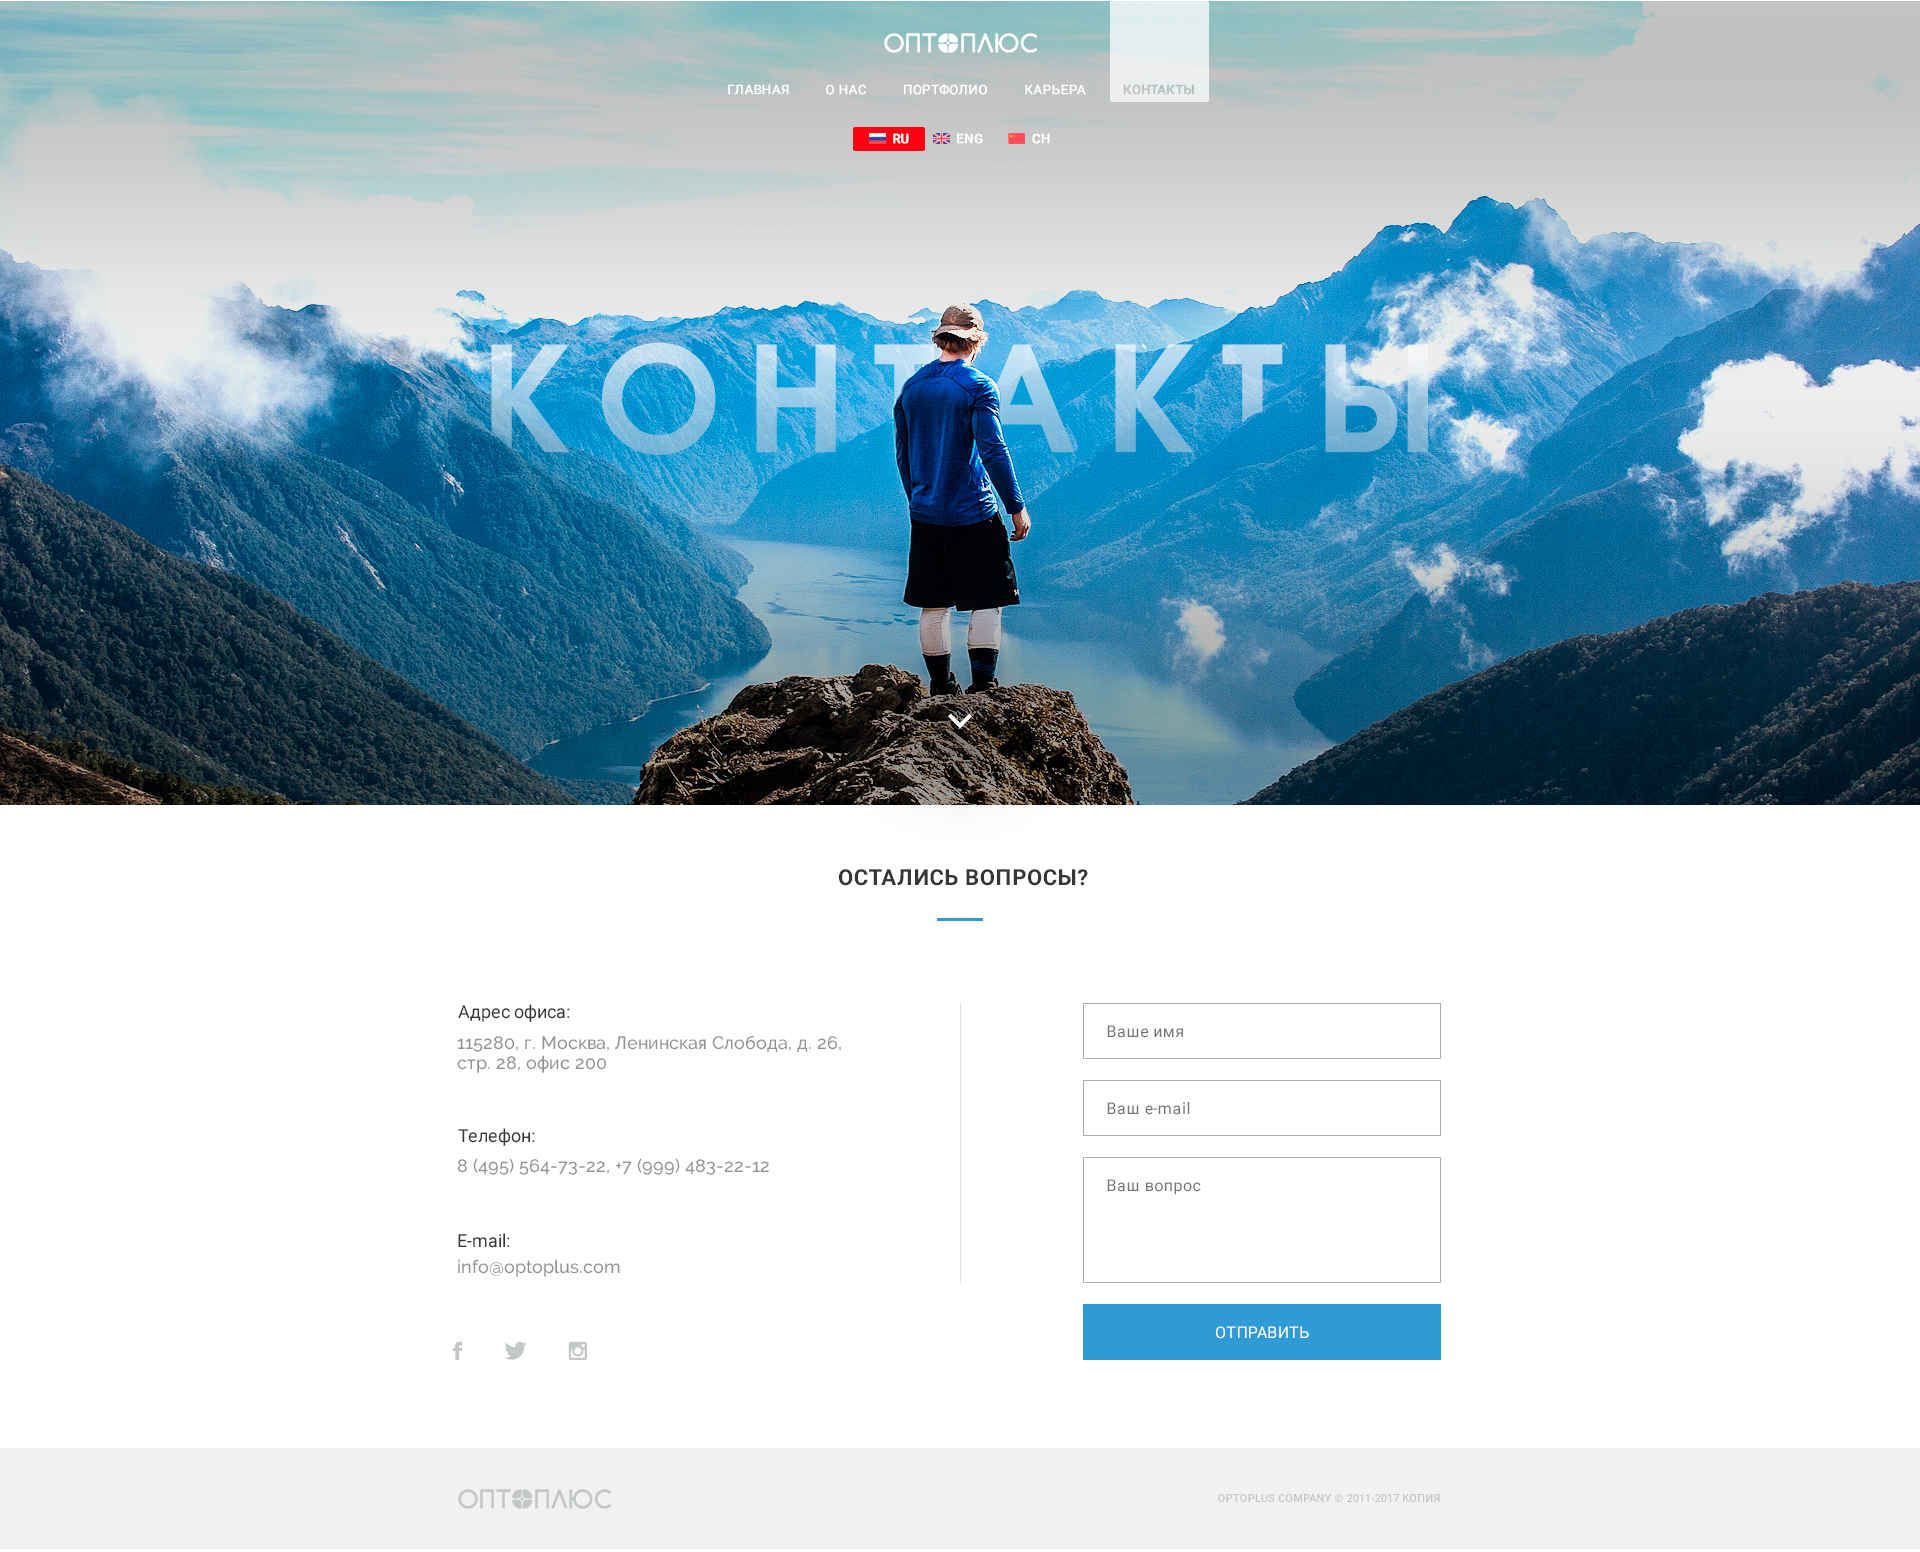 ОПТОПЛЮС
ГЛАВНАЯ О НАС ПОРТФОЛИО КАРЬЕРА КОНТАКТЫ
RU ENG CH
КОНТАКТЫ
ОСТАЛИСЬ ВОПРОСЫ?
Адрес офиса:
115280, г. Москва, Ленинская Слобода, д. 26,
стр. 28, офис 200
Телефон:
8 (495) 564-73-22, +7 (999) 483-22-12
E-mail:
info@optoplus.com
Ваше имя
Ваш e-mail
Ваш вопрос
ОТПРАВИТЬ
ОПТОПЛЮС
OPTOPLUS COMPANY © 2011-2017 КОПИЯ